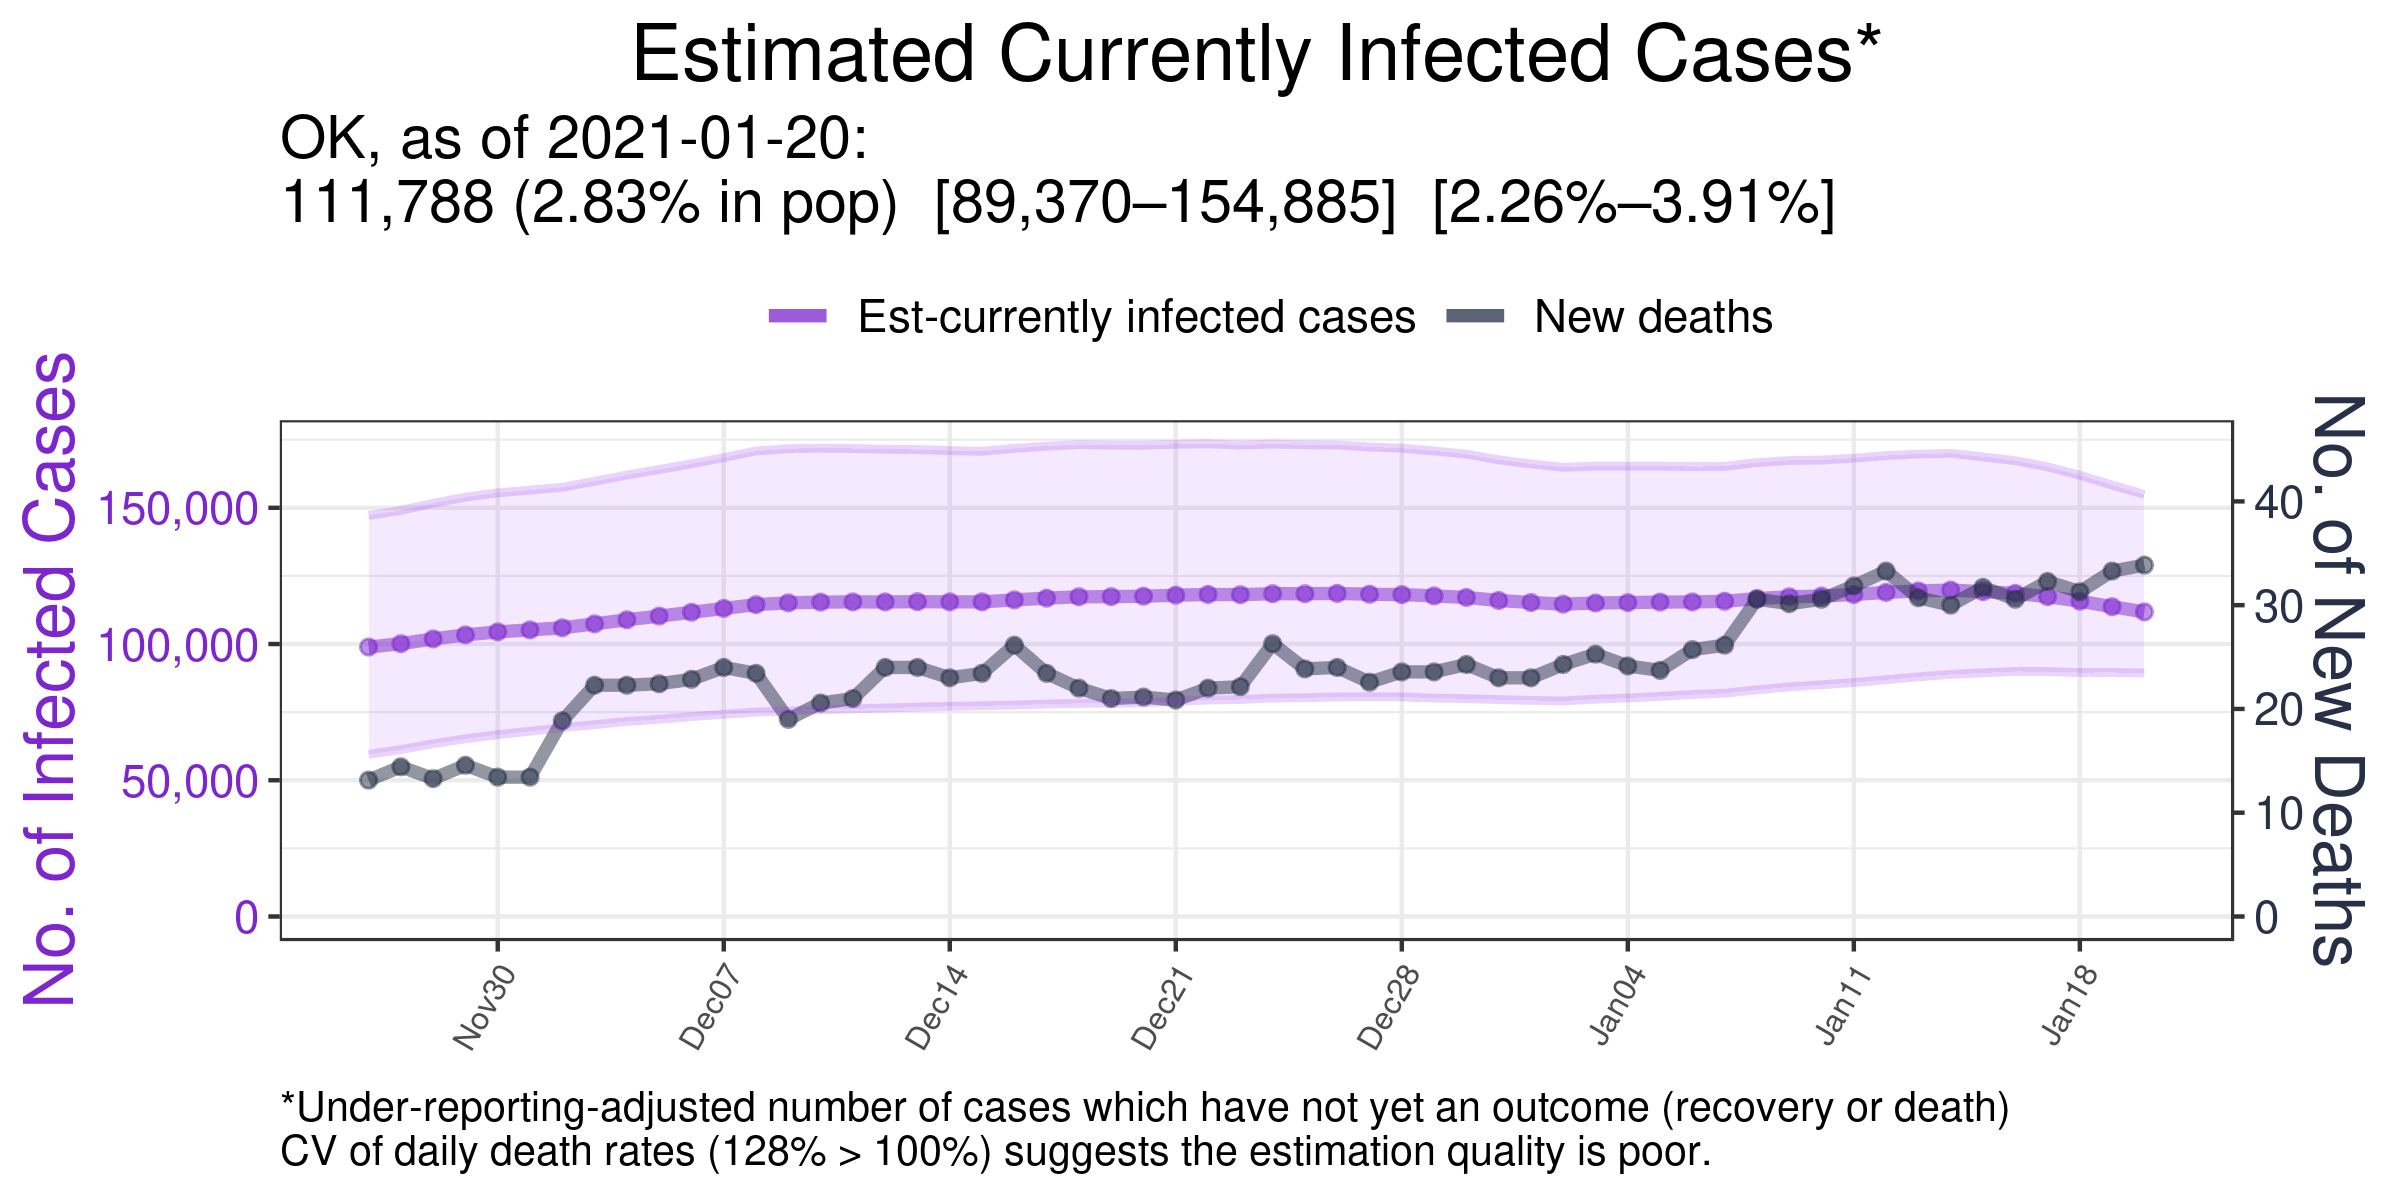 Estimated Currently Infected Cases*
OK, as of 2021-01-20:
111,788 (2.83% in pop) [89,370–154,885] [2.26%–3.91%]
Est-currently infected cases
New deaths
No. of Infected Cases
150,000
100,000
50,000
0
40
30
20
10
0
No. of New Deaths
Nov30
Dec07
Dec14
Dec21
Dec28
Jan04
Jan11
Jan18
*Under-reporting-adjusted number of cases which have not yet an outcome (recovery or death)
CV of daily death rates (128% > 100%) suggests the estimation quality is poor.